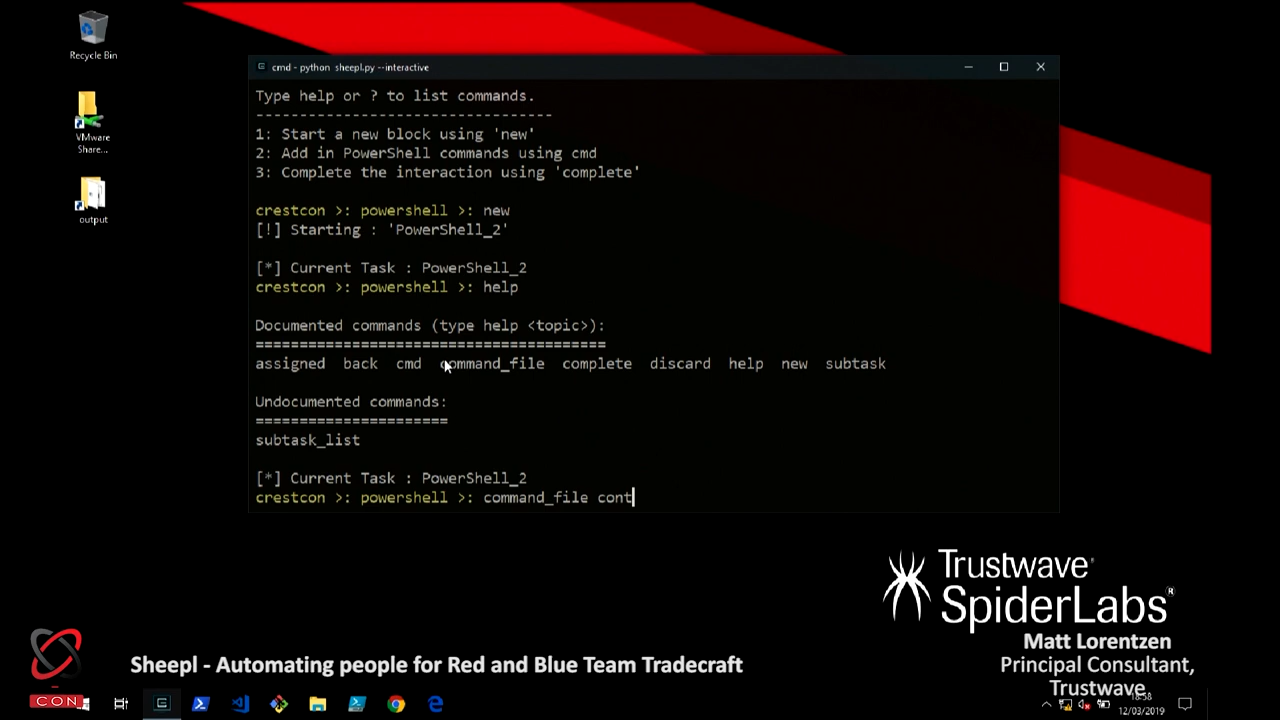 Recycle Bin
VMware
Share...
output
cmd - python sheepl.py --interactive
Type help or ? to list commands.
----------------------------------
1: Start a new block using 'new'
2: Add in PowerShell commands using cmd
3: Complete the interaction using 'complete'
crestcon >: powershell >: new
[!] Starting : 'PowerShell_2'
[*] Current Task : PowerShell_2
crestcon >: powershell >: help
Documented commands (type help <topic>):
========================================
assigned back cmd command_file complete discard help new subtask
Undocumented commands:
======================
subtask_list
[*] Current Task : PowerShell_2
crestcon >: powershell >: command_file cont
Trustwave®
SpiderLabs®
Matt Lorentzen
Principal Consultant,
Trustwave
Sheepl - Automating people for Red and Blue Team Tradecraft
CON
18:58
12/03/2019